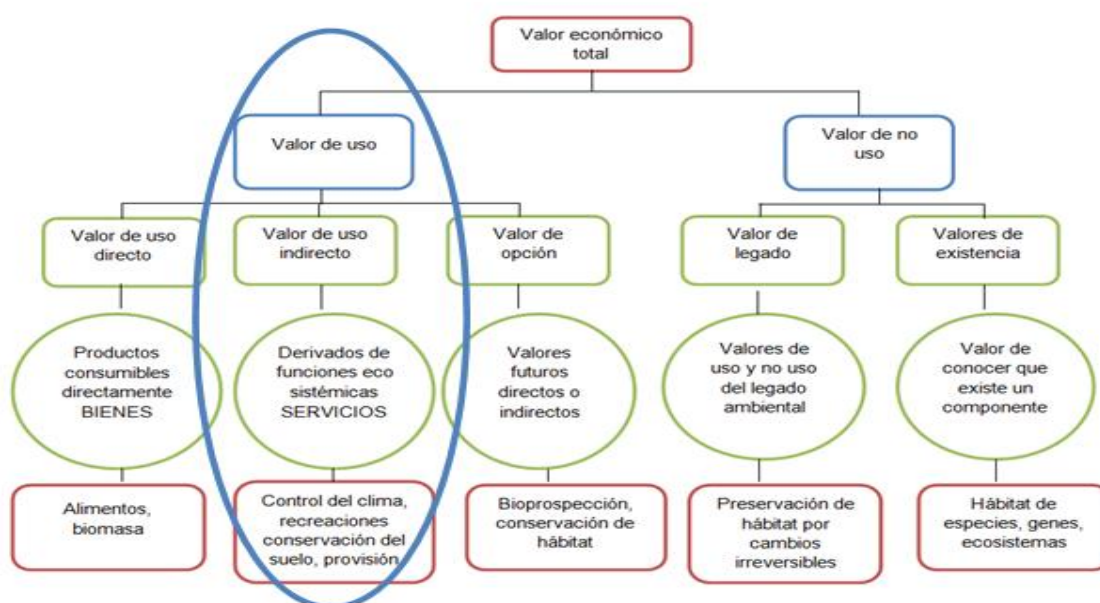 Valor económico
total
Valor de uso
Valor de no
uso
Valor de uso
directo
Valor de uso
indirecto
Valor de
opción
Valor de
legado
Valores de
existencia
Productos
consumibles
directamente
BIENES
Derivados de
funciones eco
sistémicas
SERVICIOS
Valores
futuros
directos o
indirectos
Valores de
uso y no uso
del legado
ambiental
Valor de
conocer que
existe un
componente
Alimentos,
biomasa
Control del clima,
recreaciones
conservación del
suelo, provisión
Bioprospección,
conservación de
hábitat
Preservación de
hábitat por
cambios
irreversibles
Hábitat de
especies, genes,
ecosistemas